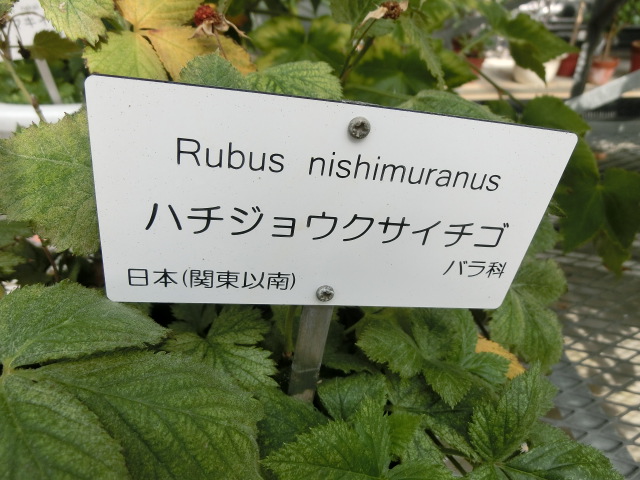 Rubus nishimuranus
ハチジョウクサイチゴ
バラ科
日本(関東以南)